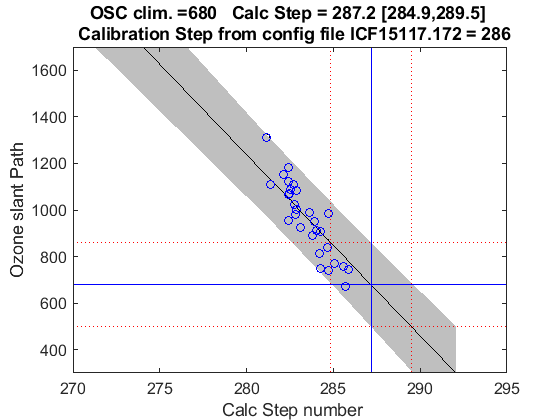 OSC clim. =680 Calc Step = 287.2 [284.9,289.5]
Calibration Step from config file ICF15117.172 = 286
1600
1400
1200
1000
800
600
400
Ozone slant Path
270 275 280 285 290 295
Calc Step number